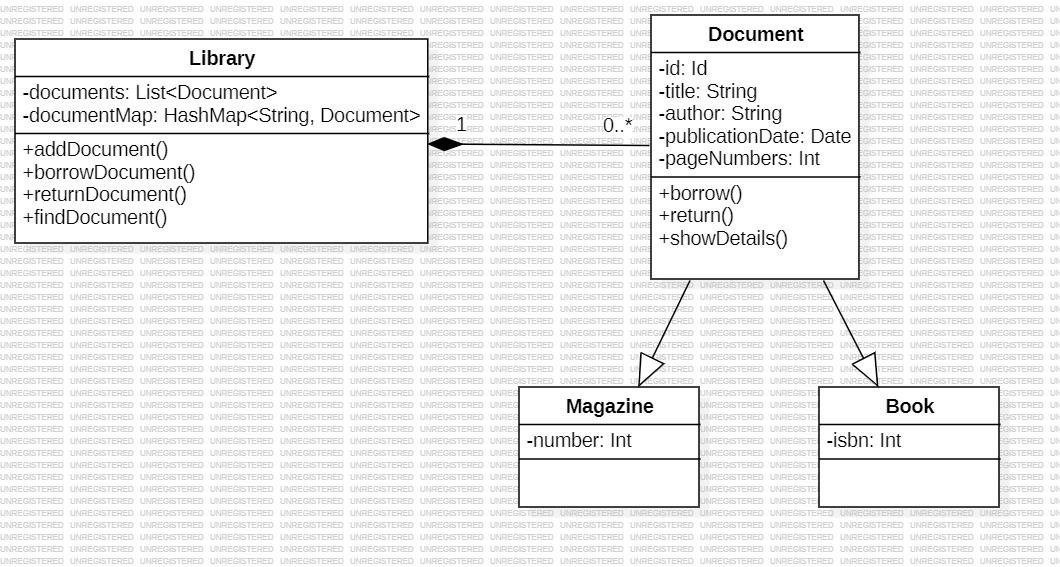 Library
-documents: List<Document>
-documentMap: HashMap<String, Document>
+addDocument()
+borrowDocument()
+returnDocument()
+findDocument()
1
0..*
Document
-id: Id
-title: String
-author: String
-publicationDate: Date
-pageNumbers: Int
+borrow()
+return()
+showDetails()
Magazine
-number: Int
Book
-isbn: Int
UNREGISTERED